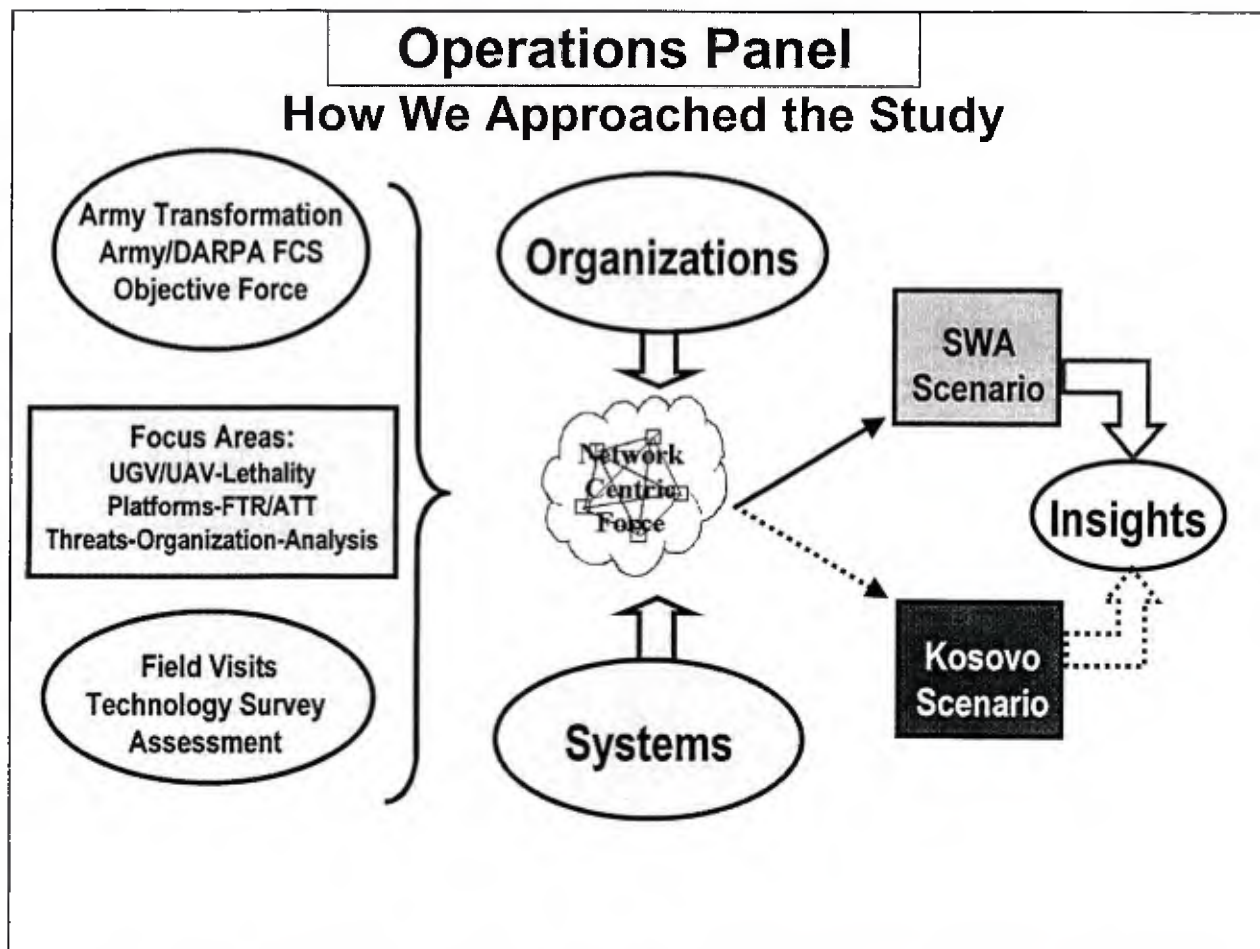 Operations Panel
How We Approached the Study
Army Transformation
Army/DARPA FCS
Objective Force
Focus Areas:
UGV/UAV-Lethality
Platforms-FTR/ATT
Threats-Organization-Analysis
Field Visits
Technology Survey
Assessment
Organizations
Network
Centric
Force
Systems
SWA
Scenario
Kosovo
Scenario
Insights